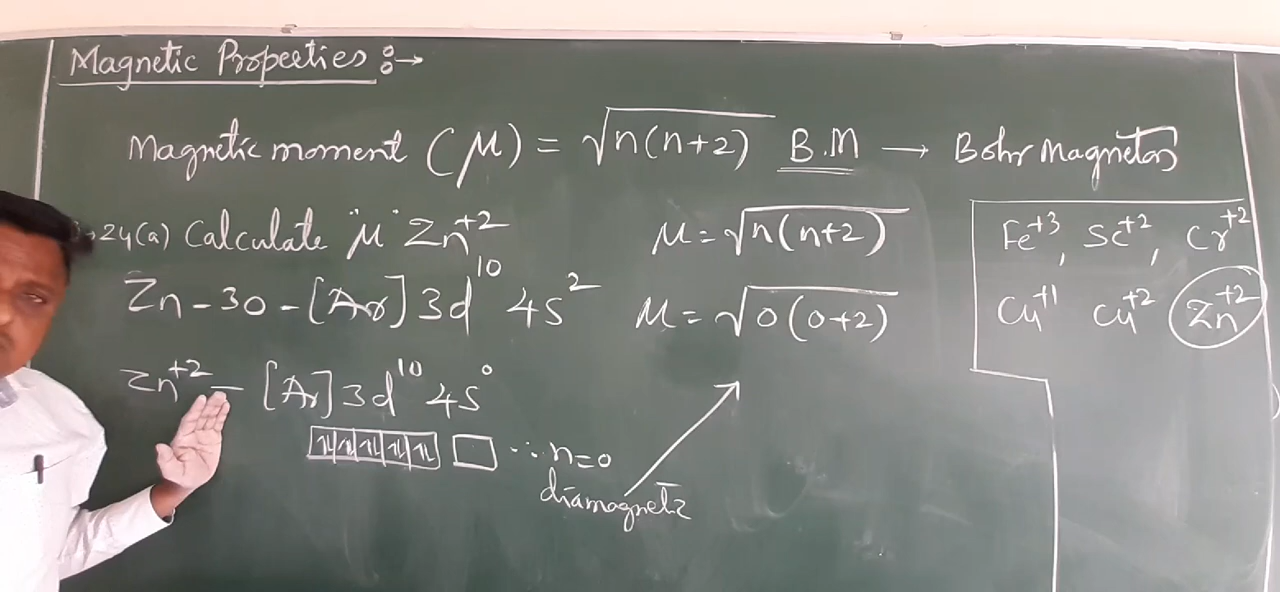 Magnetic Properties :→
Magnetic moment (μ) = √n(n+2) B.M → Bohr Magnetons
24(a) Calculate "μ" Zn⁺²
Zn - 30 - [Ar] 3d¹⁰ 4s²
Zn⁺² - [Ar] 3d¹⁰ 4s⁰
∴ n=0
diamagnetic
μ = √n(n+2)
μ = √0(0+2)
Fe⁺³, Sc⁺², Cr⁺²
Cu⁺¹ Cu⁺² Zn⁺²